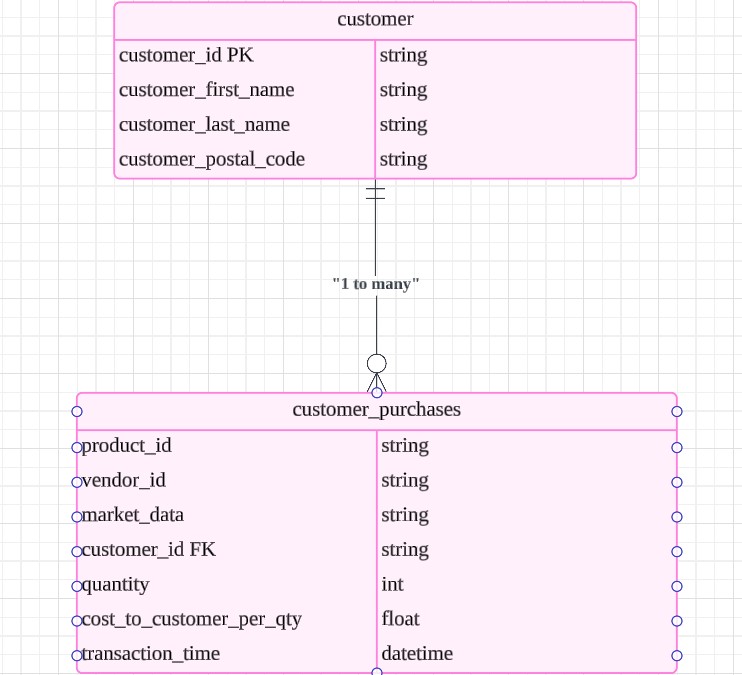 customer
customer_id PK string
customer_first_name string
customer_last_name string
customer_postal_code string
"1 to many"
customer_purchases
product_id string
vendor_id string
market_data string
customer_id FK string
quantity int
cost_to_customer_per_qty float
transaction_time datetime